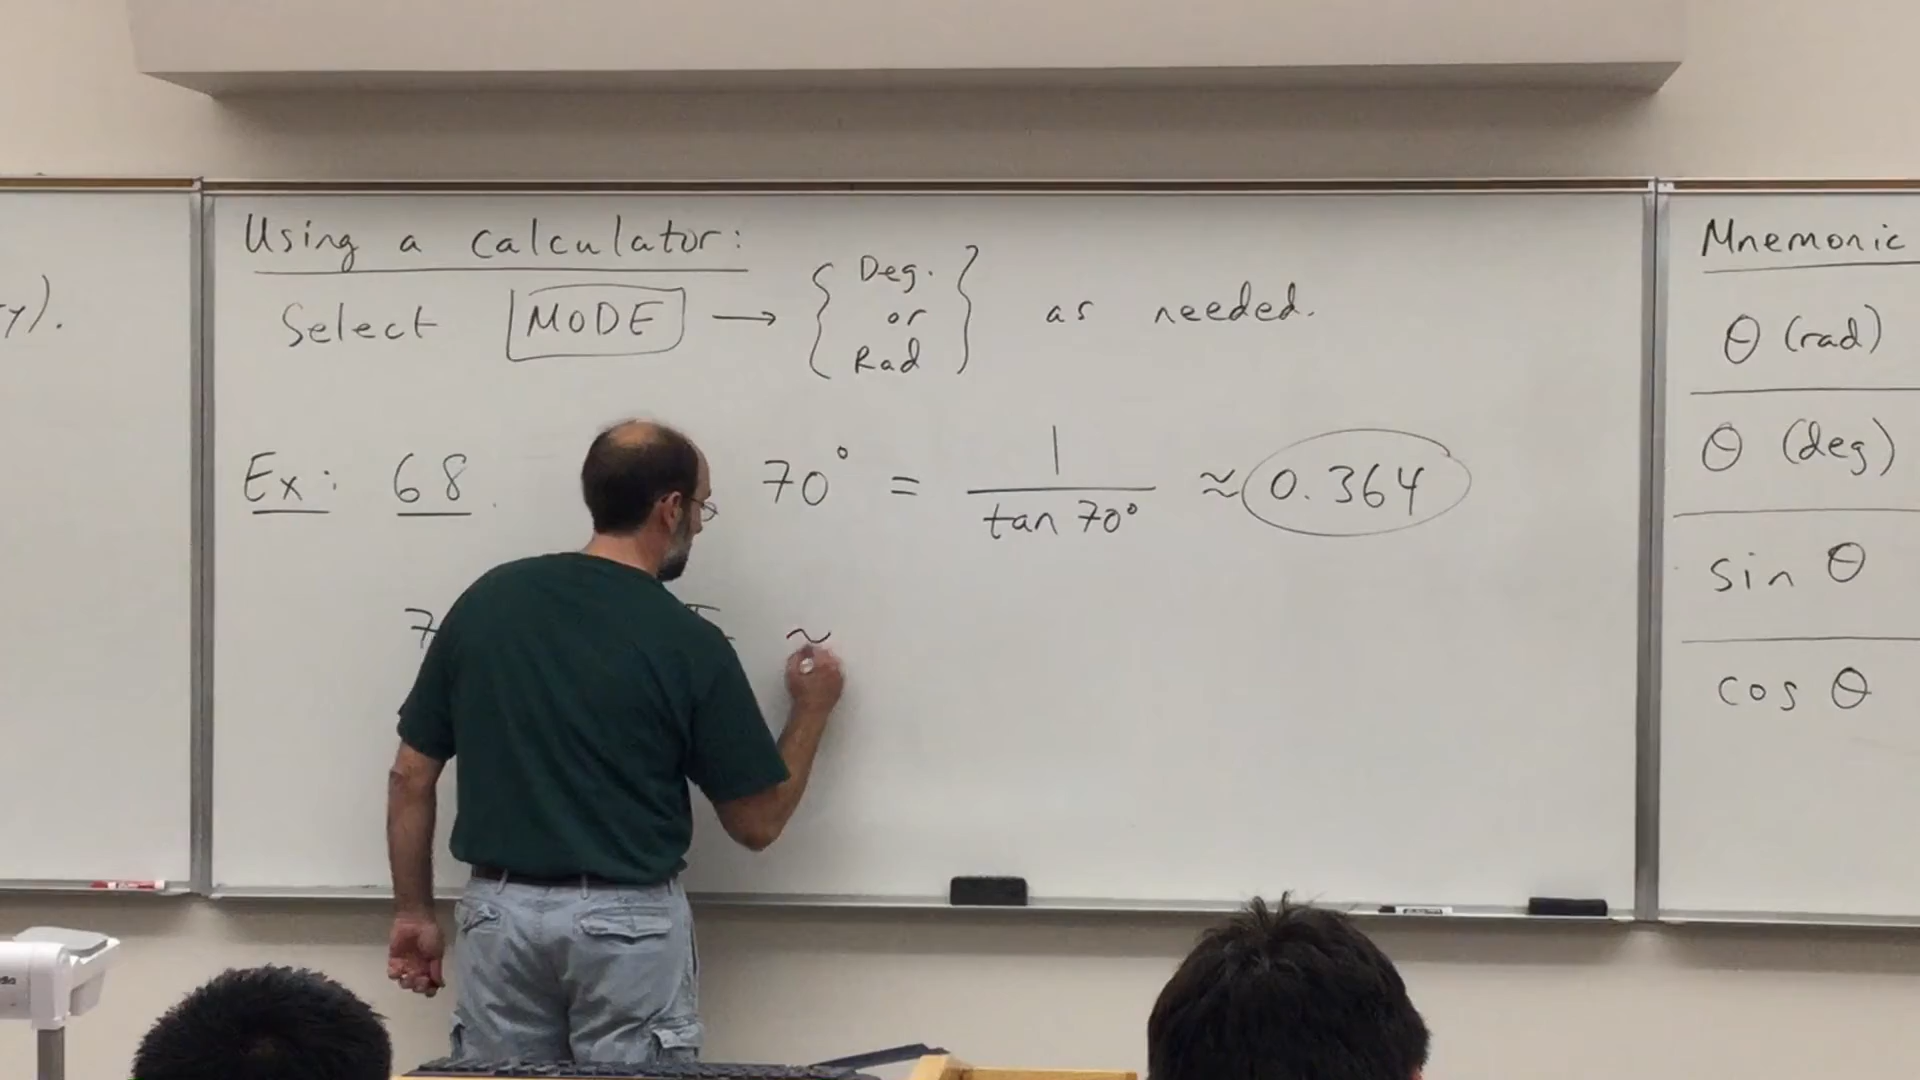 Using a calculator:
Select MODE → { Deg. or Rad } as needed.
Ex: 68. 70° = 1/tan 70° ≈ 0.364
7 ≈
y).
Mnemonic
θ (rad)
θ (deg)
sin θ
cos θ